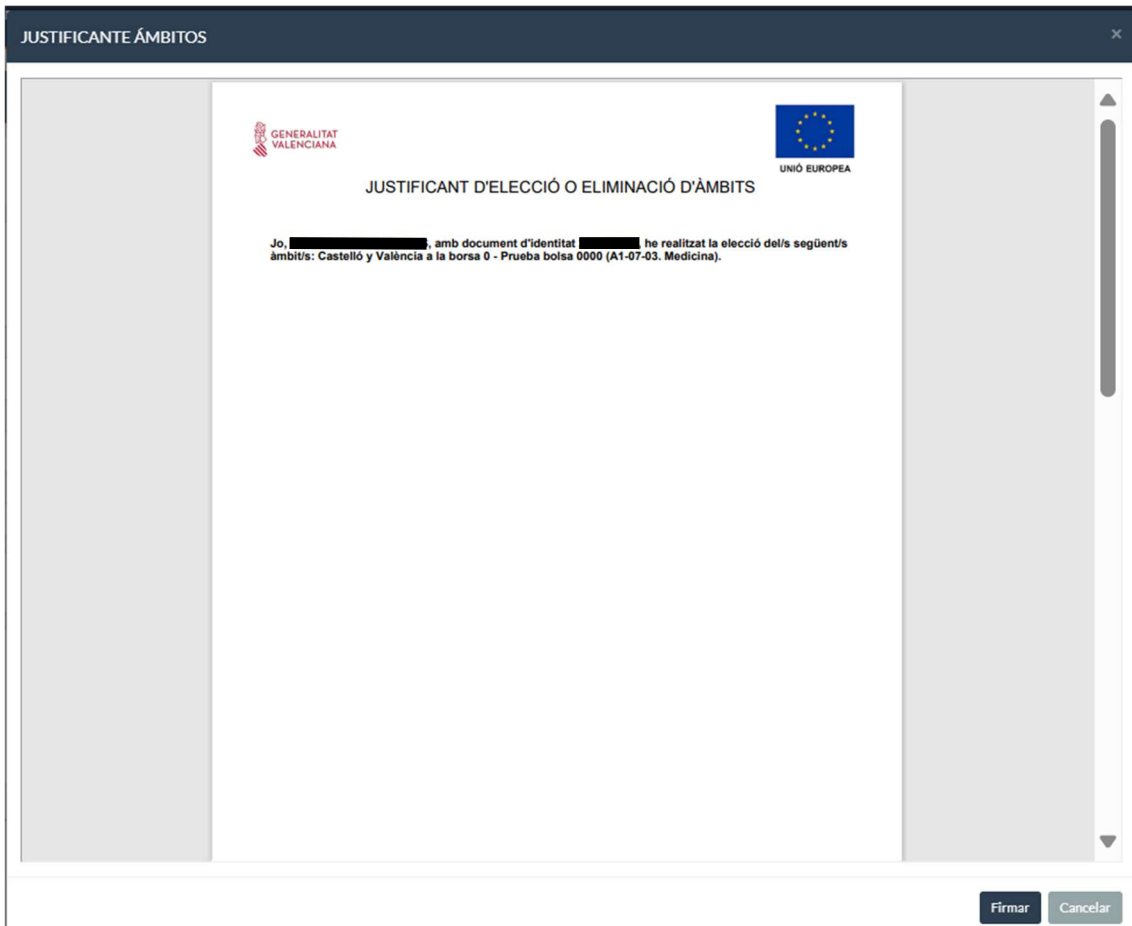 JUSTIFICANTE ÁMBITOS
×
GENERALITAT
VALENCIANA
UNIÓ EUROPEA
JUSTIFICANT D'ELECCIÓ O ELIMINACIÓ D'ÀMBITS
Jo, , amb document d'identitat , he realitzat la elecció del/s següent/s
àmbit/s: Castelló y València a la borsa 0 - Prueba bolsa 0000 (A1-07-03. Medicina).
Firmar Cancelar